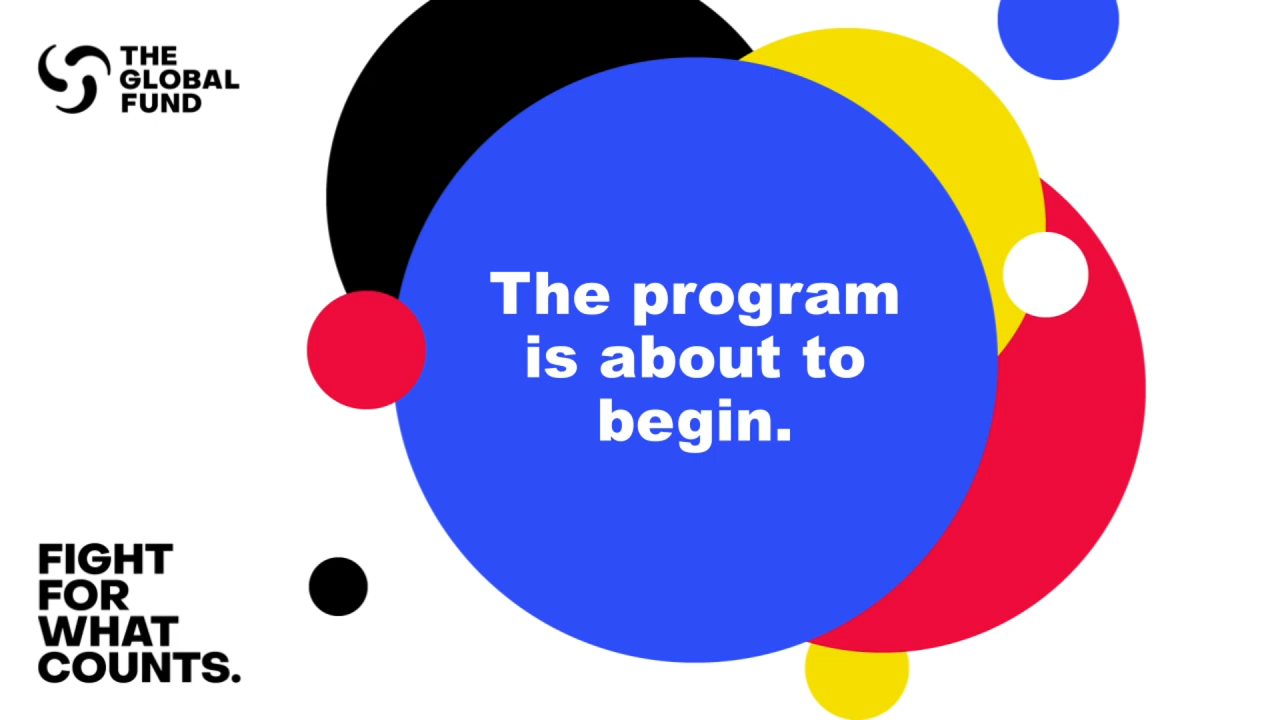 THE
GLOBAL
FUND
The program
is about to
begin.
FIGHT
FOR
WHAT
COUNTS.